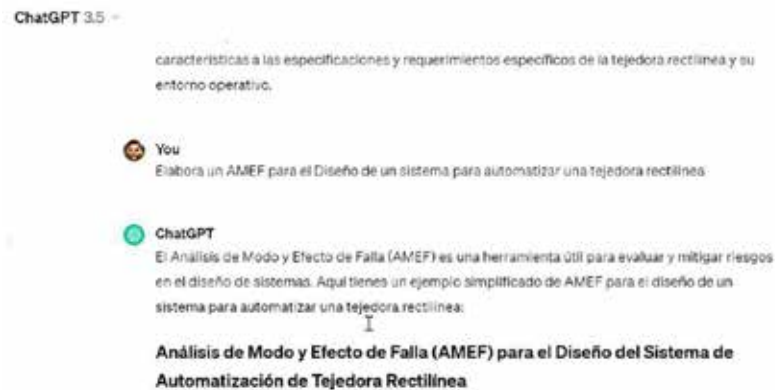 ChatGPT 3.5
características a las especificaciones y requerimientos específicos de la tejedora rectilínea y su
entorno operativo.
You
Elabora un AMEF para el Diseño de un sistema para automatizar una tejedora rectilinea
ChatGPT
El Análisis de Modo y Efecto de Falla (AMEF) es una herramienta útil para evaluar y mitigar riesgos
en el diseño de sistemas. Aquí tienes un ejemplo simplificado de AMEF para el diseño de un
sistema para automatizar una tejedora rectilínea:
Análisis de Modo y Efecto de Falla (AMEF) para el Diseño del Sistema de
Automatización de Tejedora Rectilínea